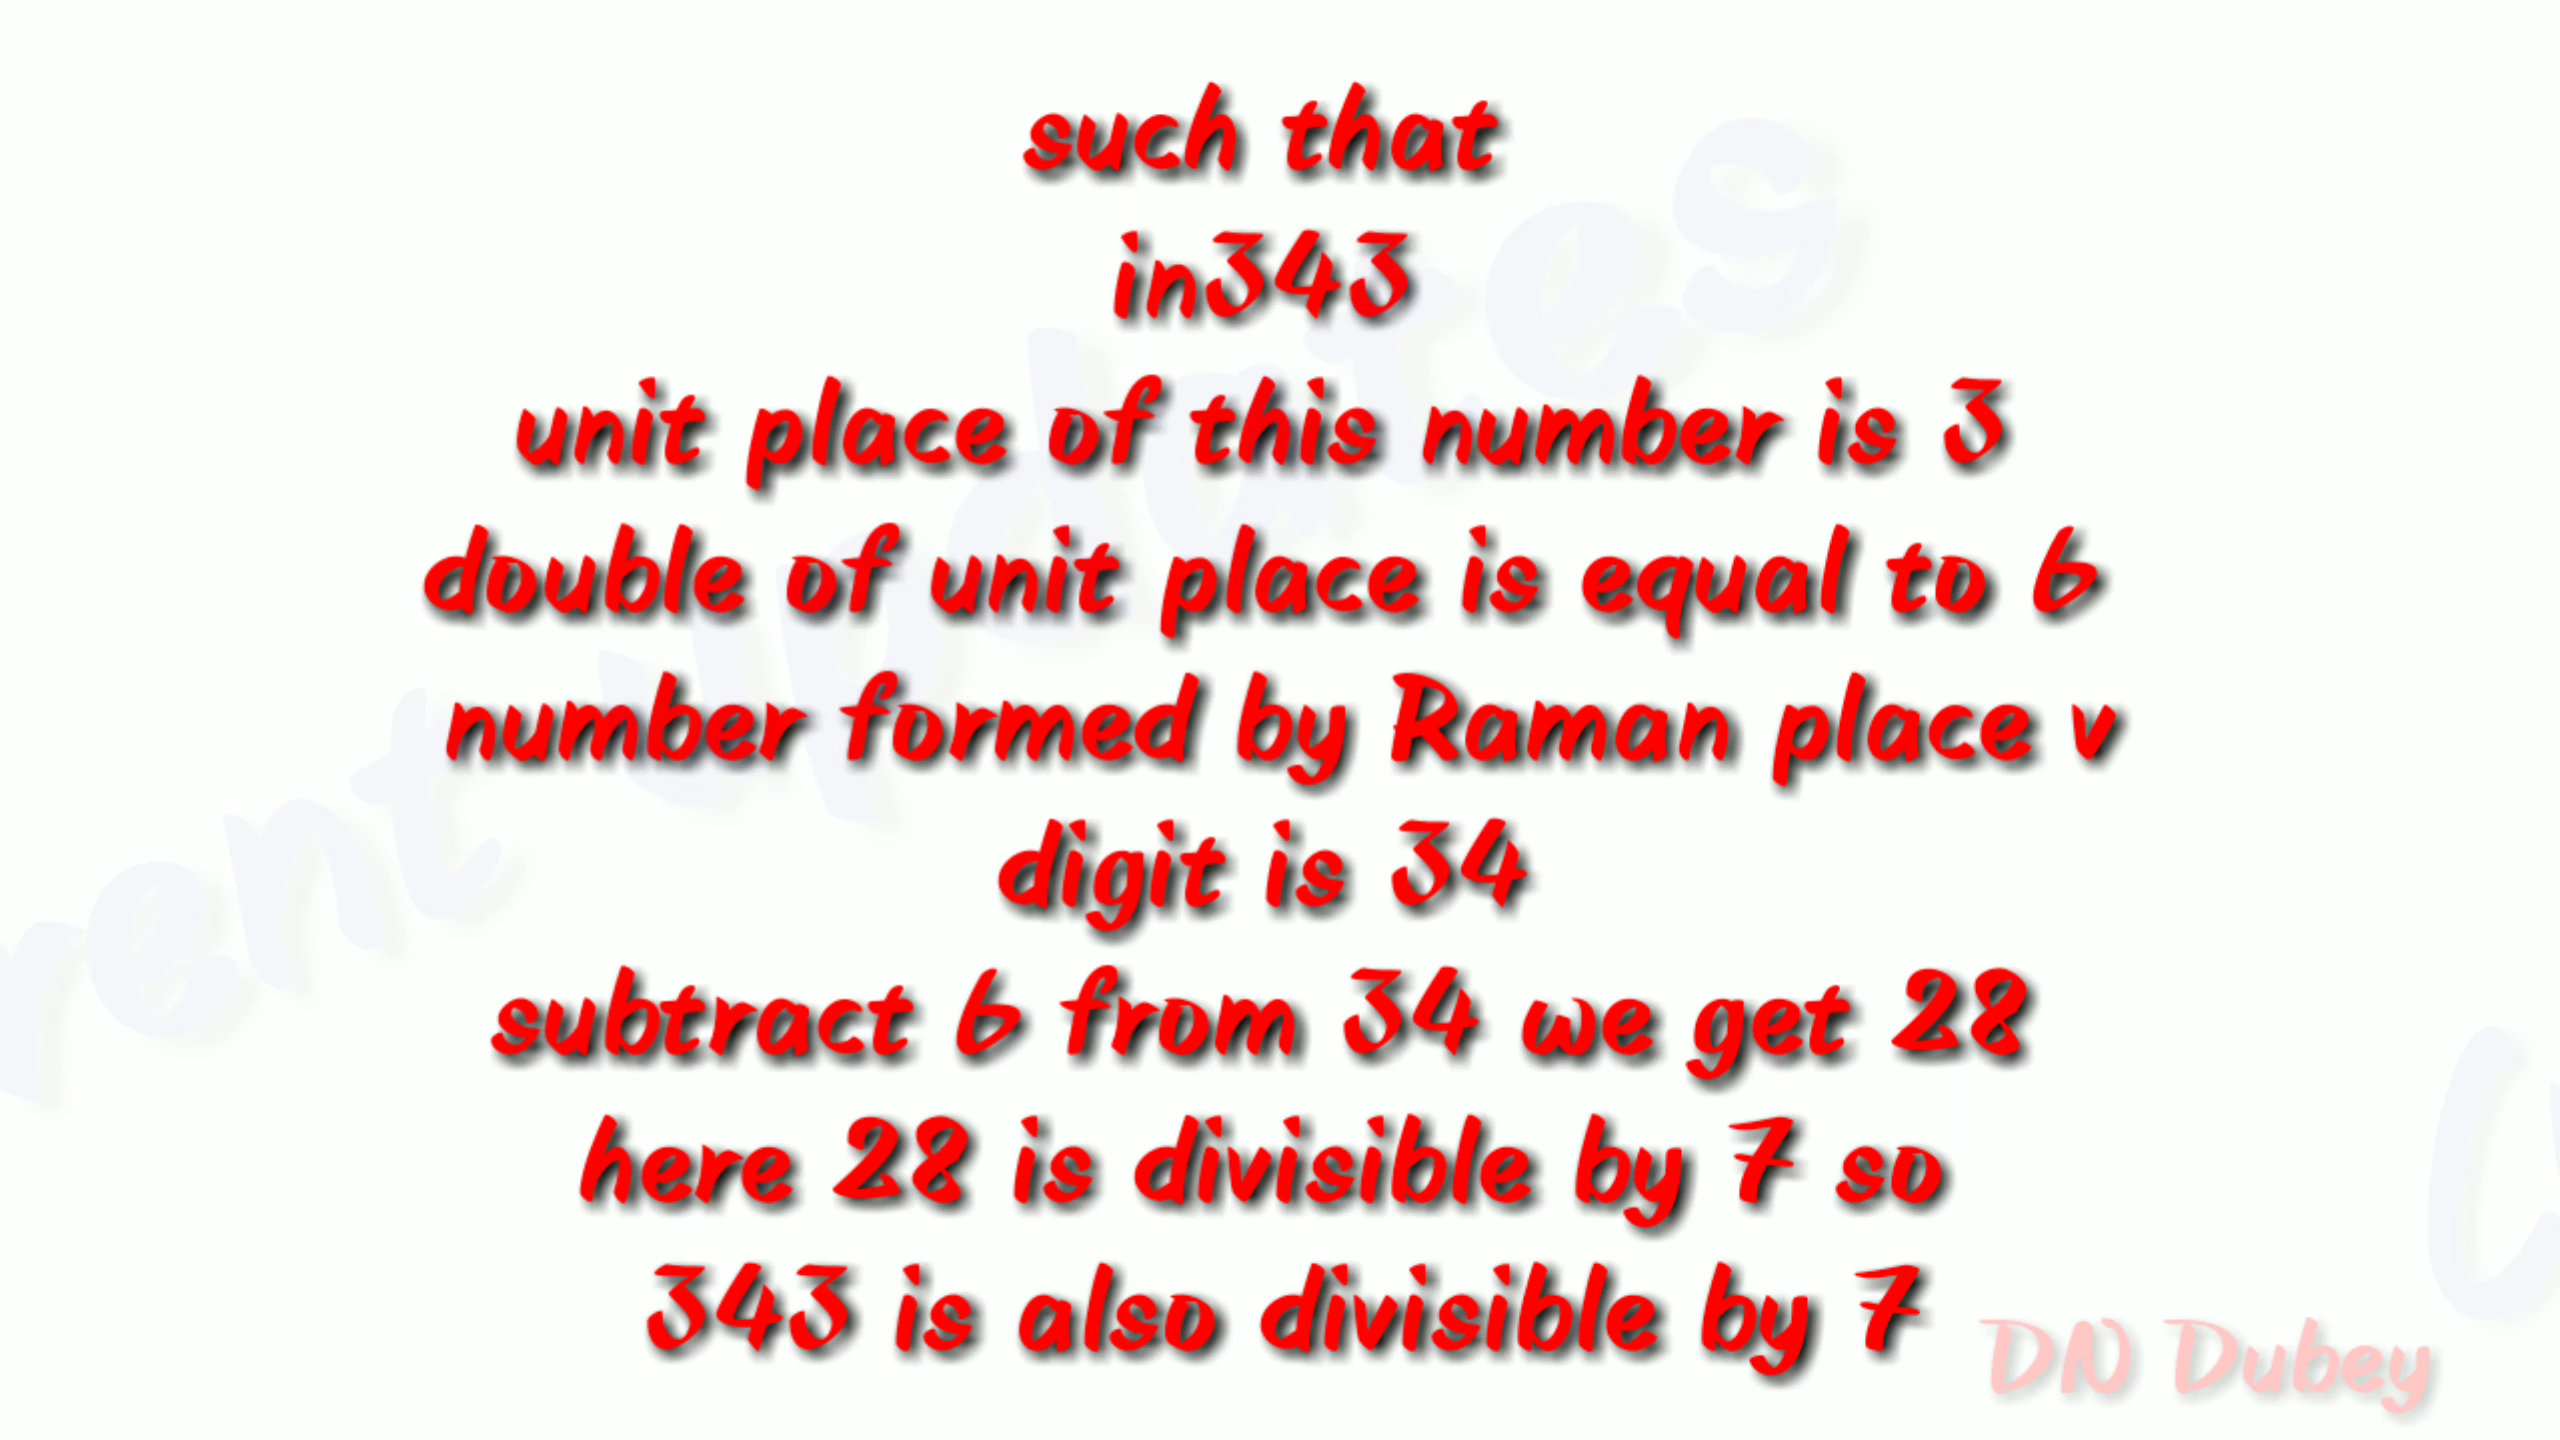 such that
in343
unit place of this number is 3
double of unit place is equal to 6
number formed by Raman place v
digit is 34
subtract 6 from 34 we get 28
here 28 is divisible by 7 so
343 is also divisible by 7
DN Dubey